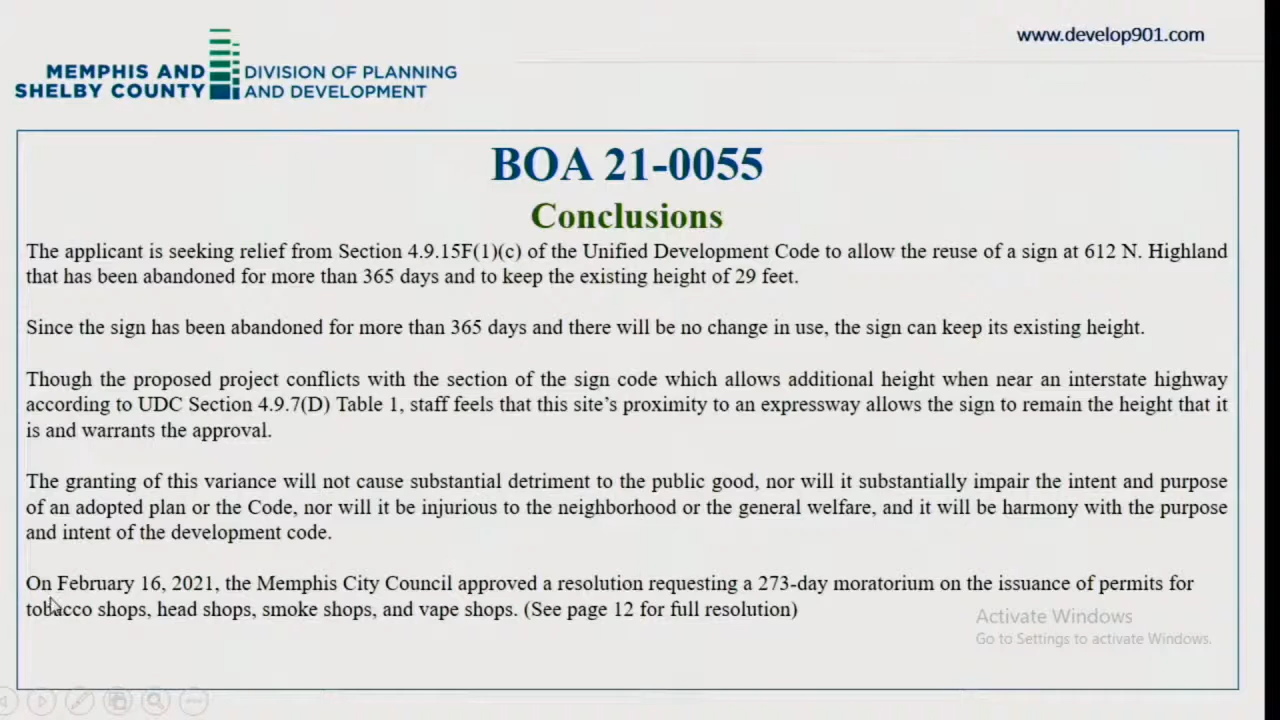 www.develop901.com
MEMPHIS AND
SHELBY COUNTY
DIVISION OF PLANNING
AND DEVELOPMENT
BOA 21-0055
Conclusions
The applicant is seeking relief from Section 4.9.15F(1)(c) of the Unified Development Code to allow the reuse of a sign at 612 N. Highland
that has been abandoned for more than 365 days and to keep the existing height of 29 feet.
Since the sign has been abandoned for more than 365 days and there will be no change in use, the sign can keep its existing height.
Though the proposed project conflicts with the section of the sign code which allows additional height when near an interstate highway
according to UDC Section 4.9.7(D) Table 1, staff feels that this site's proximity to an expressway allows the sign to remain the height that it
is and warrants the approval.
The granting of this variance will not cause substantial detriment to the public good, nor will it substantially impair the intent and purpose
of an adopted plan or the Code, nor will it be injurious to the neighborhood or the general welfare, and it will be harmony with the purpose
and intent of the development code.
On February 16, 2021, the Memphis City Council approved a resolution requesting a 273-day moratorium on the issuance of permits for
tobacco shops, head shops, smoke shops, and vape shops. (See page 12 for full resolution)
Activate Windows
Go to Settings to activate Windows.